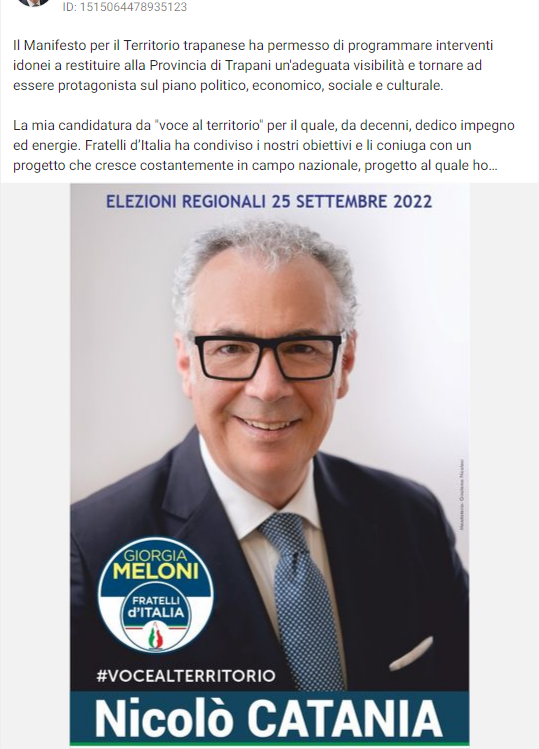 ID: 1515064478935123
Il Manifesto per il Territorio trapanese ha permesso di programmare interventi
idonei a restituire alla Provincia di Trapani un'adeguata visibilità e tornare ad
essere protagonista sul piano politico, economico, sociale e culturale.
La mia candidatura da "voce al territorio" per il quale, da decenni, dedico impegno
ed energie. Fratelli d'Italia ha condiviso i nostri obiettivi e li coniuga con un
progetto che cresce costantemente in campo nazionale, progetto al quale ho...
ELEZIONI REGIONALI 25 SETTEMBRE 2022
GIORGIA
MELONI
FRATELLI
d'ITALIA
#VOCEALTERRITORIO
Nicolò CATANIA